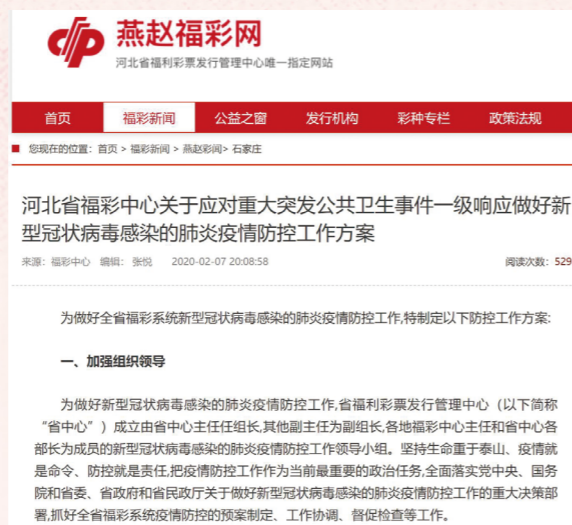 燕赵福彩网
河北省福利彩票发行管理中心唯一指定网站
首页 福彩新闻 公益之窗 发行机构 彩种专栏 政策法规
您现在的位置：首页 > 福彩新闻 > 燕赵彩闻> 石家庄
河北省福彩中心关于应对重大突发公共卫生事件一级响应做好新
型冠状病毒感染的肺炎疫情防控工作方案
来源：福彩中心 编辑：张悦 2020-02-07 20:08:58 阅读次数：529
为做好全省福彩系统新型冠状病毒感染的肺炎疫情防控工作,特制定以下防控工作方案:
一、加强组织领导
为做好新型冠状病毒感染的肺炎疫情防控工作,省福利彩票发行管理中心（以下简称
“省中心”）成立由省中心主任任组长,其他副主任为副组长,各地福彩中心主任和省中心各
部长为成员的新型冠状病毒感染的肺炎疫情防控工作领导小组。坚持生命重于泰山、疫情就
是命令、防控就是责任,把疫情防控工作作为当前最重要的政治任务,全面落实党中央、国务
院和省委、省政府和省民政厅关于做好新型冠状病毒感染的肺炎疫情防控工作的重大决策部
署,抓好全省福彩系统疫情防控的预案制定、工作协调、督促检查等工作。